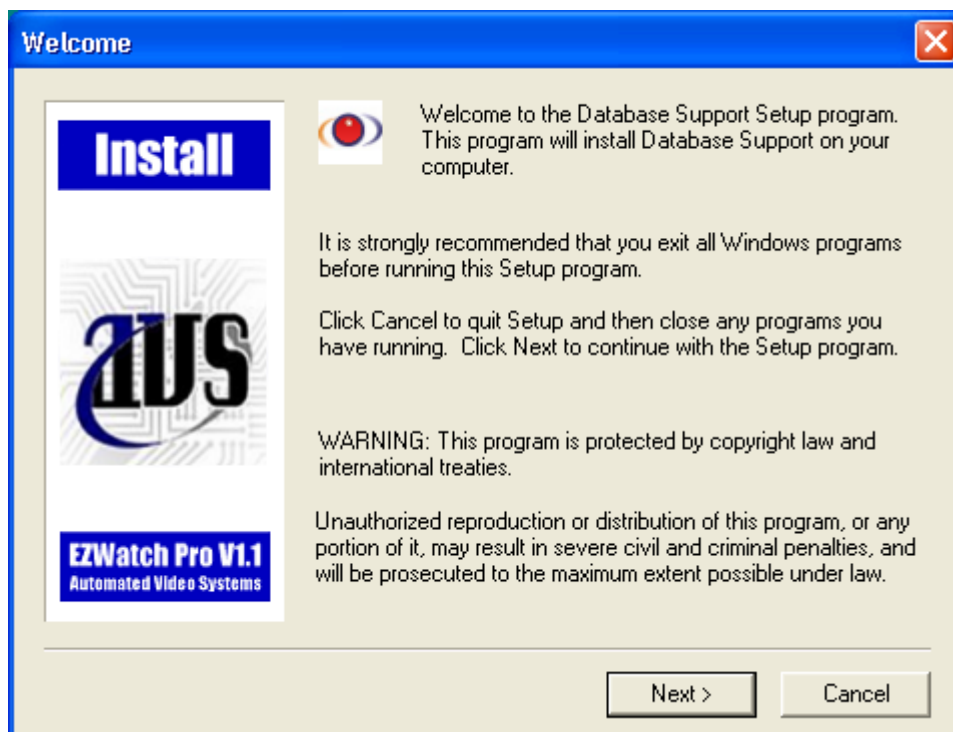 Welcome
Install
AVS
EZWatch Pro V1.1
Automated Video Systems
Welcome to the Database Support Setup program.
This program will install Database Support on your
computer.
It is strongly recommended that you exit all Windows programs
before running this Setup program.
Click Cancel to quit Setup and then close any programs you
have running.  Click Next to continue with the Setup program.
WARNING: This program is protected by copyright law and
international treaties.
Unauthorized reproduction or distribution of this program, or any
portion of it, may result in severe civil and criminal penalties, and
will be prosecuted to the maximum extent possible under law.
Next >
Cancel